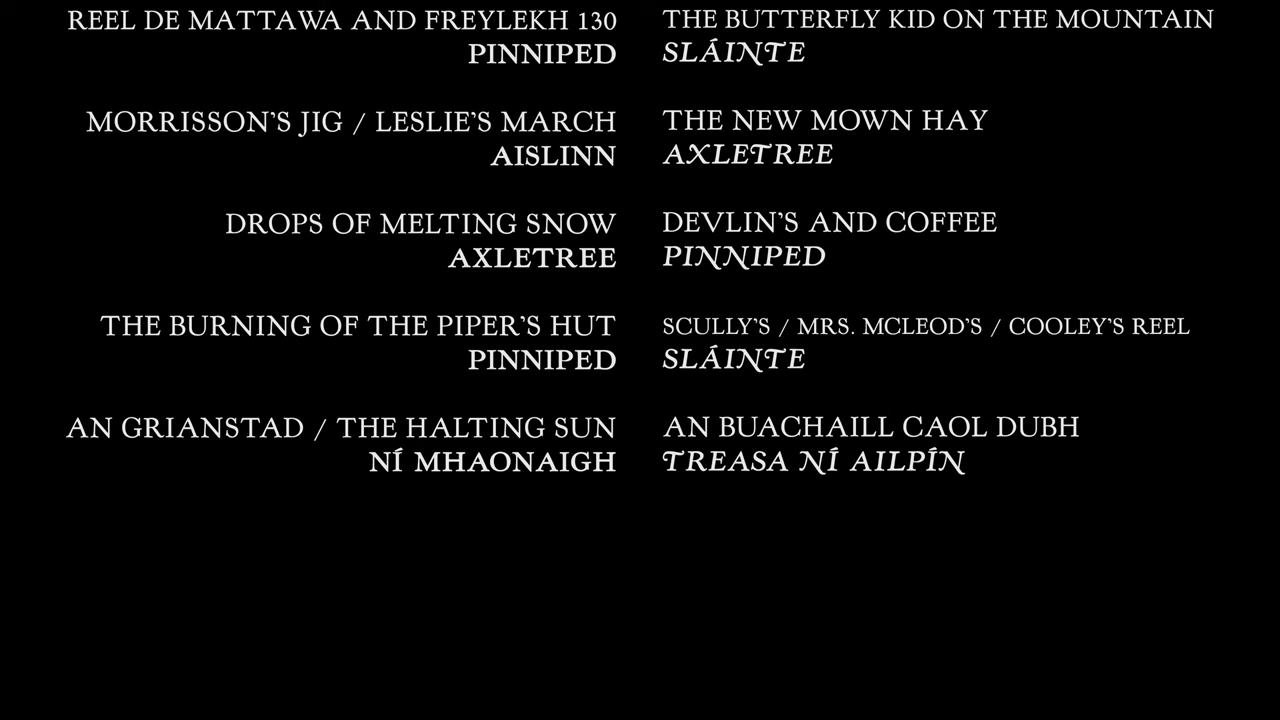 REEL DE MATTAWA AND FREYLEKH 130
PINNIPED
MORRISSON'S JIG / LESLIE'S MARCH
AISLINN
DROPS OF MELTING SNOW
AXLETREE
THE BURNING OF THE PIPER'S HUT
PINNIPED
AN GRIANSTAD / THE HALTING SUN
NÍ MHAONAIGH
THE BUTTERFLY KID ON THE MOUNTAIN
SLÁINTE
THE NEW MOWN HAY
AXLETREE
DEVLIN'S AND COFFEE
PINNIPED
SCULLY'S / MRS. MCLEOD'S / COOLEY'S REEL
SLÁINTE
AN BUACHAILL CAOL DUBH
TREASA NÍ AILPÍN